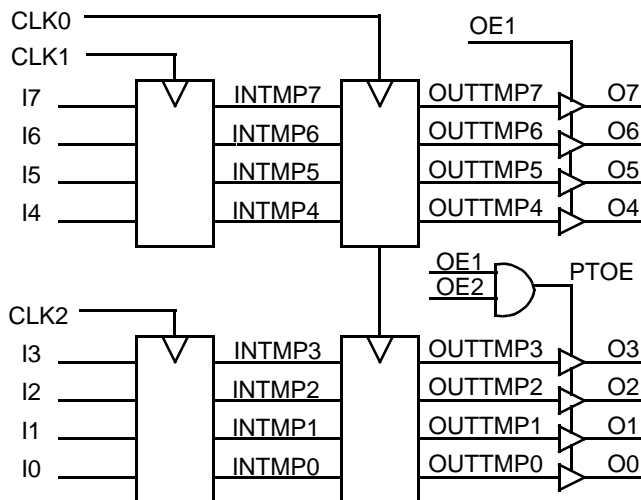 CLK0
OE1
CLK1
I7 INTMP7 OUTTMP7 O7
I6 INTMP6 OUTTMP6 O6
I5 INTMP5 OUTTMP5 O5
I4 INTMP4 OUTTMP4 O4
OE1
PTOE
OE2
CLK2
I3 INTMP3 OUTTMP3 O3
I2 INTMP2 OUTTMP2 O2
I1 INTMP1 OUTTMP1 O1
I0 INTMP0 OUTTMP0 O0